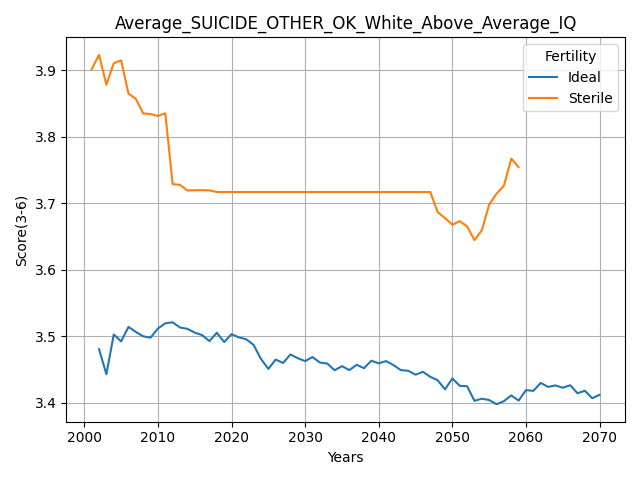 Average_SUICIDE_OTHER_OK_White_Above_Average_IQ
Fertility
Ideal
Sterile
Score(3-6)
3.9
3.8
3.7
3.6
3.5
3.4
2000 2010 2020 2030 2040 2050 2060 2070
Years